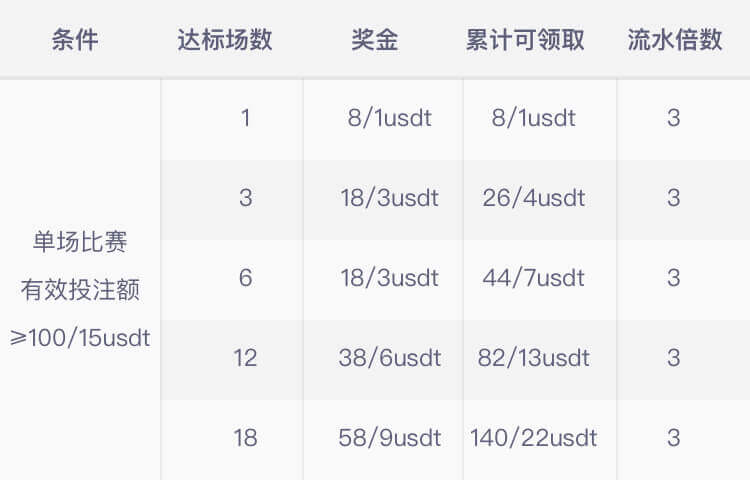 条件 达标场数 奖金 累计可领取 流水倍数
1 8/1usdt 8/1usdt 3
3 18/3usdt 26/4usdt 3
单场比赛
有效投注额
≥100/15usdt
6 18/3usdt 44/7usdt 3
12 38/6usdt 82/13usdt 3
18 58/9usdt 140/22usdt 3